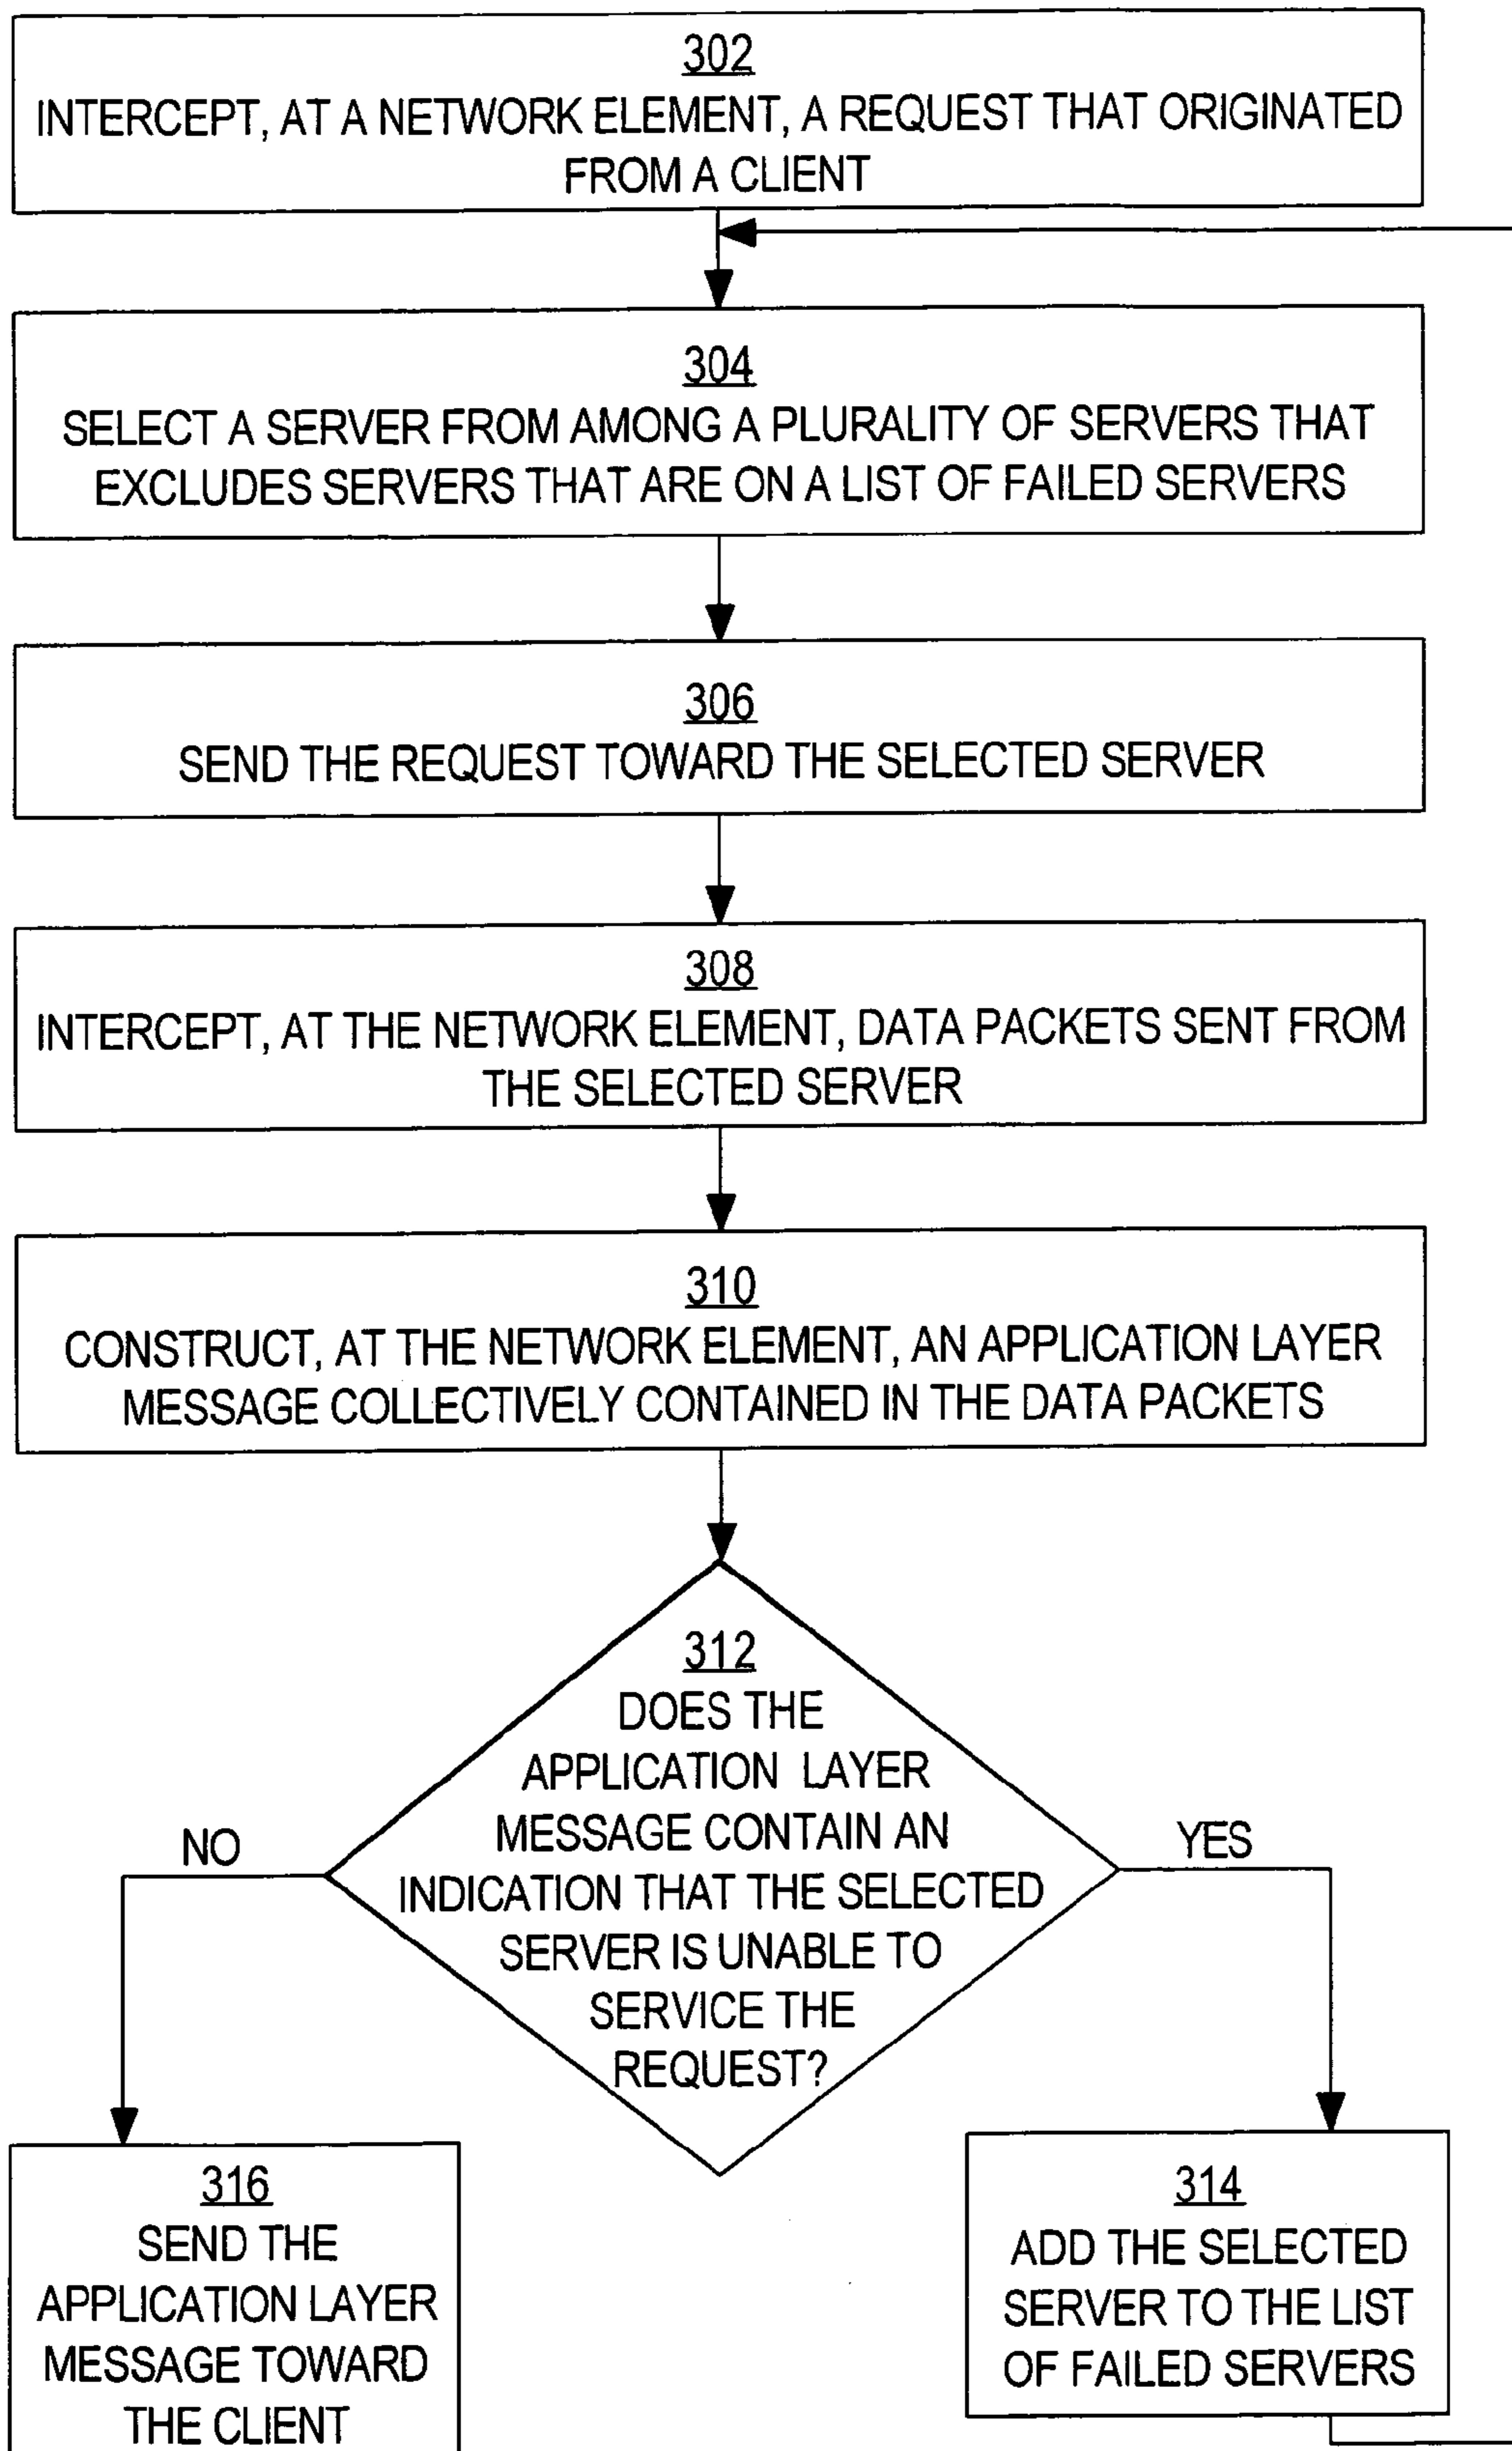 302
INTERCEPT, AT A NETWORK ELEMENT, A REQUEST THAT ORIGINATED
FROM A CLIENT
304
SELECT A SERVER FROM AMONG A PLURALITY OF SERVERS THAT
EXCLUDES SERVERS THAT ARE ON A LIST OF FAILED SERVERS
306
SEND THE REQUEST TOWARD THE SELECTED SERVER
308
INTERCEPT, AT THE NETWORK ELEMENT, DATA PACKETS SENT FROM
THE SELECTED SERVER
310
CONSTRUCT, AT THE NETWORK ELEMENT, AN APPLICATION LAYER
MESSAGE COLLECTIVELY CONTAINED IN THE DATA PACKETS
312
DOES THE
APPLICATION LAYER
MESSAGE CONTAIN AN
INDICATION THAT THE SELECTED
SERVER IS UNABLE TO
SERVICE THE
REQUEST?
NO
YES
316
SEND THE
APPLICATION LAYER
MESSAGE TOWARD
THE CLIENT
314
ADD THE SELECTED
SERVER TO THE LIST
OF FAILED SERVERS